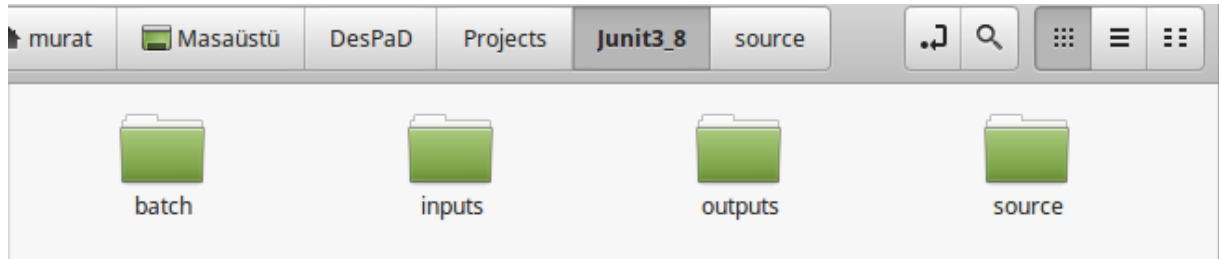 murat Masaüstü DesPaD Projects Junit3_8 source
batch inputs outputs source